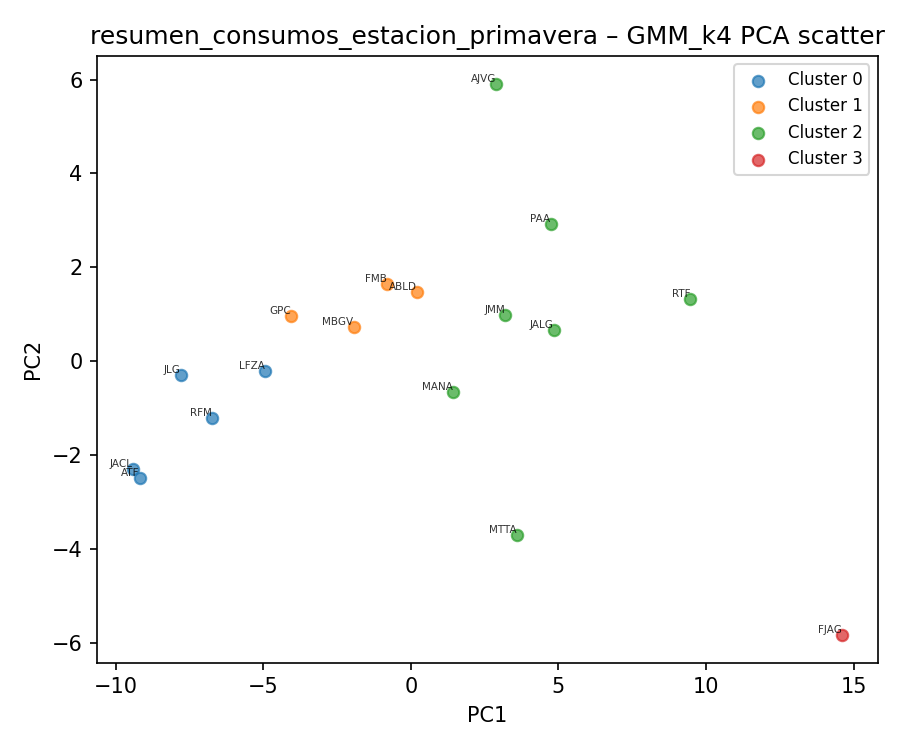 resumen_consumos_estacion_primavera – GMM_k4 PCA scatter
Cluster 0
Cluster 1
Cluster 2
Cluster 3
PC2
6
4
2
0
−2
−4
−6
AJVG
PAA
FMB
ABLD
RTF
GPC
MBGV
JMM
JALG
JLG
LFZA
MANA
RFM
JACL
ATF
MTTA
FJAG
−10
−5
0
5
10
15
PC1